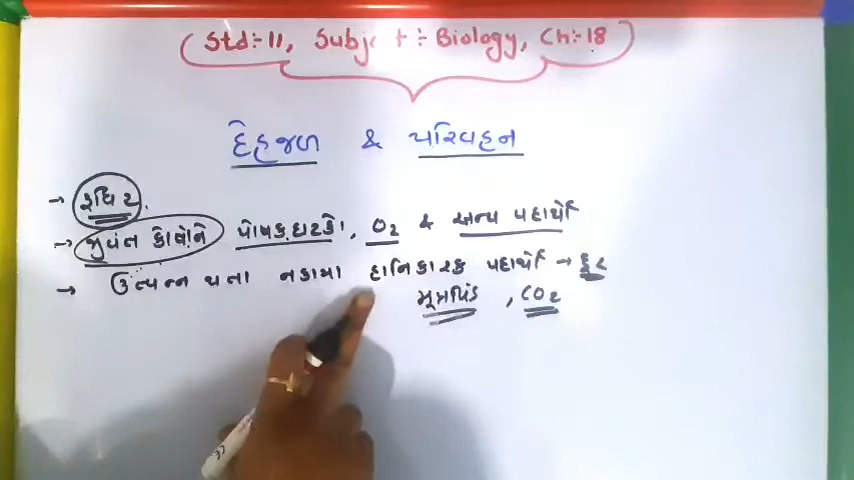 Std:-11, Subject :- Biology, Ch:-18
દેહજળ & પરિવહન
→ રૂધિર.
→ જીવંત કોષોને પોષકઘટકો, O₂ & અન્ય પદાર્થો
→ ઉત્પન્ન થતા નકામા હાનિકારક પદાર્થો → દૂર
મૂત્રપિંડ, CO₂